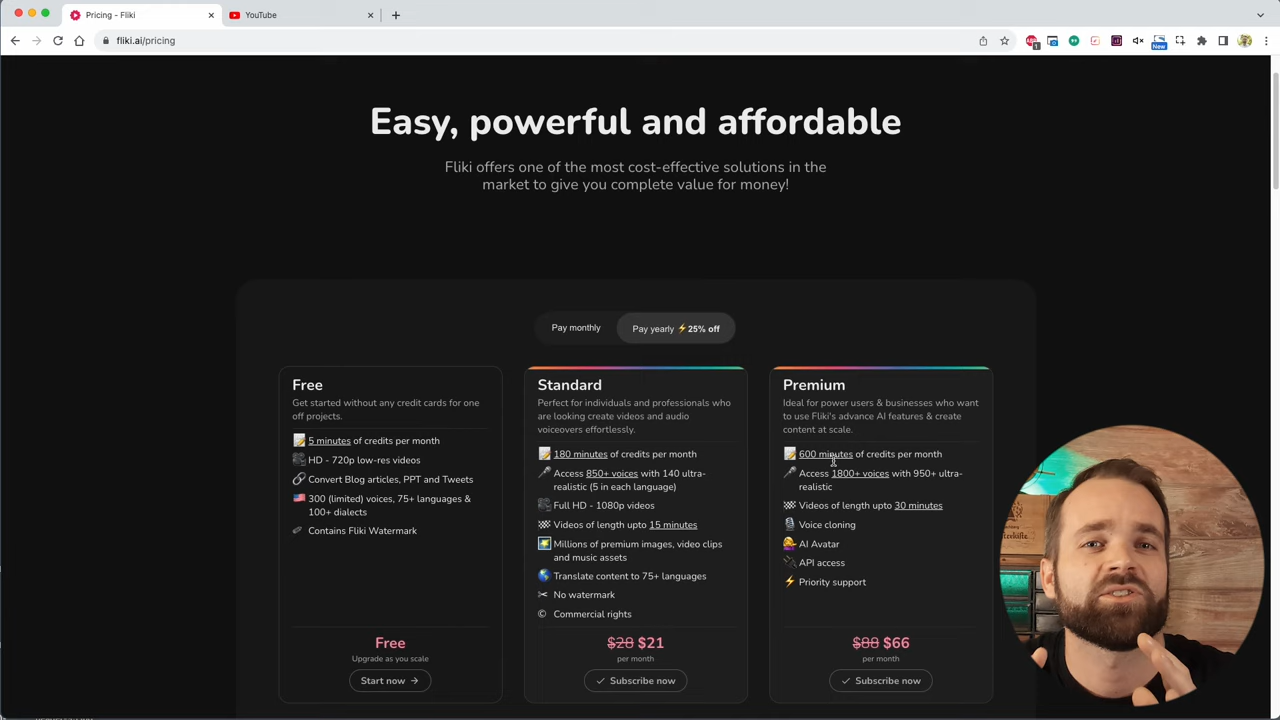 Pricing - Fliki
YouTube
fliki.ai/pricing
1
New
Easy, powerful and affordable
Fliki offers one of the most cost-effective solutions in the
market to give you complete value for money!
Pay monthly
Pay yearly ⚡25% off
Free
Get started without any credit cards for one
off projects.
5 minutes of credits per month
HD - 720p low-res videos
Convert Blog articles, PPT and Tweets
300 (limited) voices, 75+ languages &
100+ dialects
Contains Fliki Watermark
Free
Upgrade as you scale
Start now →
Standard
Perfect for individuals and professionals who
are looking create videos and audio
voiceovers effortlessly.
180 minutes of credits per month
Access 850+ voices with 140 ultra-
realistic (5 in each language)
Full HD - 1080p videos
Videos of length upto 15 minutes
Millions of premium images, video clips
and music assets
Translate content to 75+ languages
No watermark
© Commercial rights
$28 $21
per month
Subscribe now
Premium
Ideal for power users & businesses who want
to use Fliki's advance AI features & create
content at scale.
600 minutes of credits per month
Access 1800+ voices with 950+ ultra-
realistic
Videos of length upto 30 minutes
Voice cloning
AI Avatar
API access
Priority support
$88 $66
per month
Subscribe now